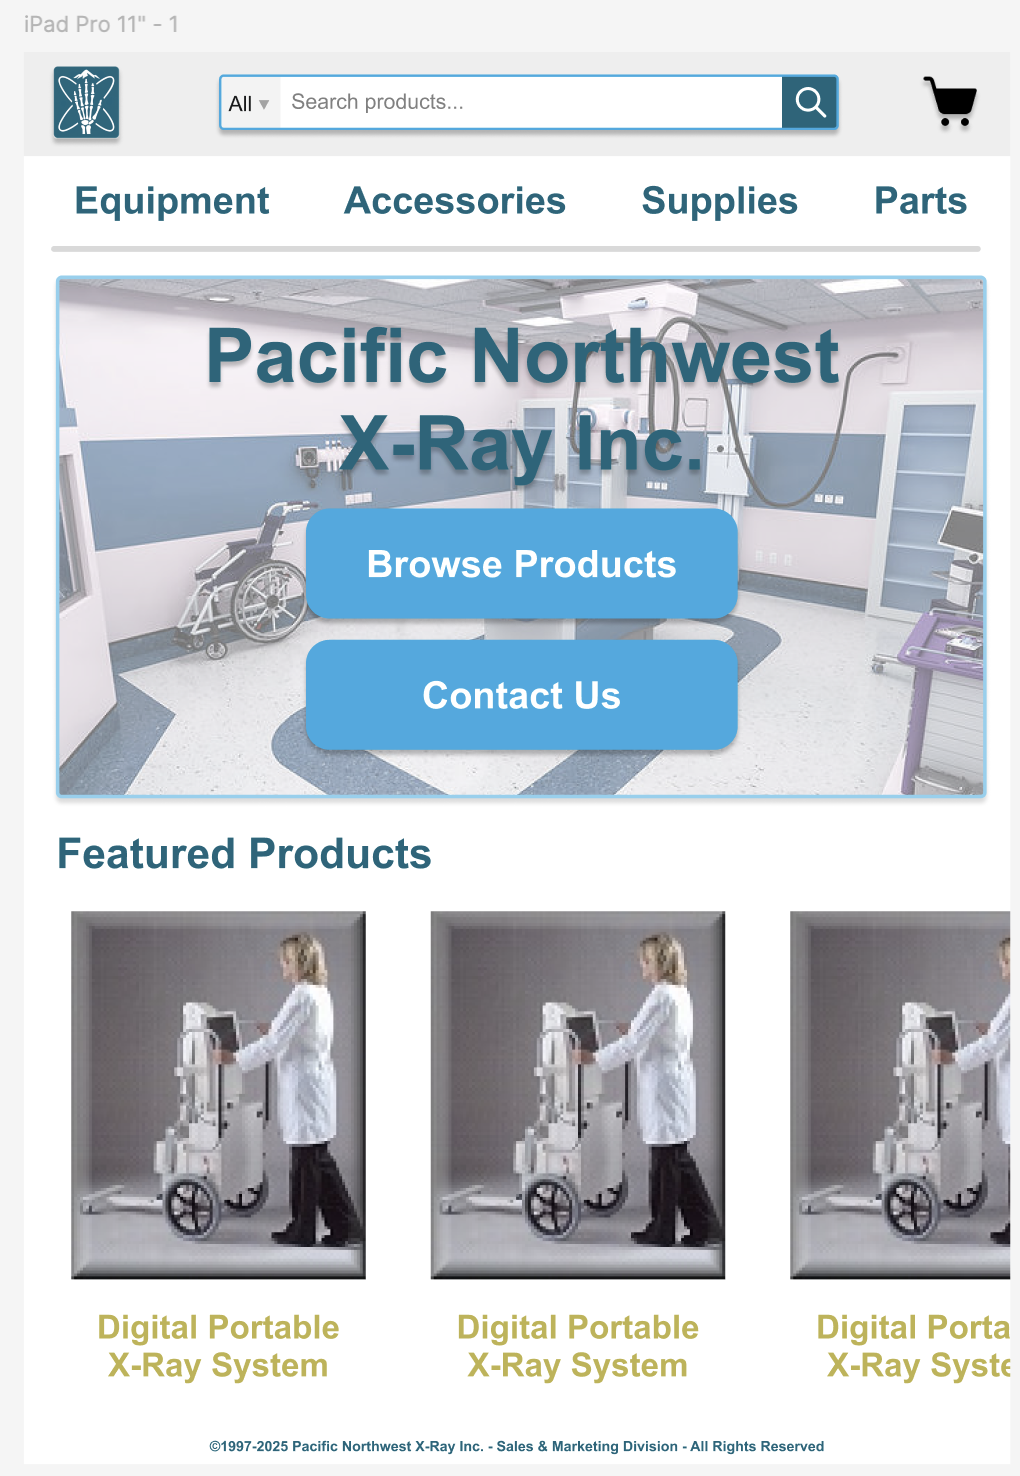 iPad Pro 11" - 1
All ▼ Search products...
Equipment Accessories Supplies Parts
Pacific Northwest
X-Ray Inc.
Browse Products
Contact Us
Featured Products
Digital Portable Digital Portable Digital Porta
X-Ray System X-Ray System X-Ray Syste
©1997-2025 Pacific Northwest X-Ray Inc. - Sales & Marketing Division - All Rights Reserved